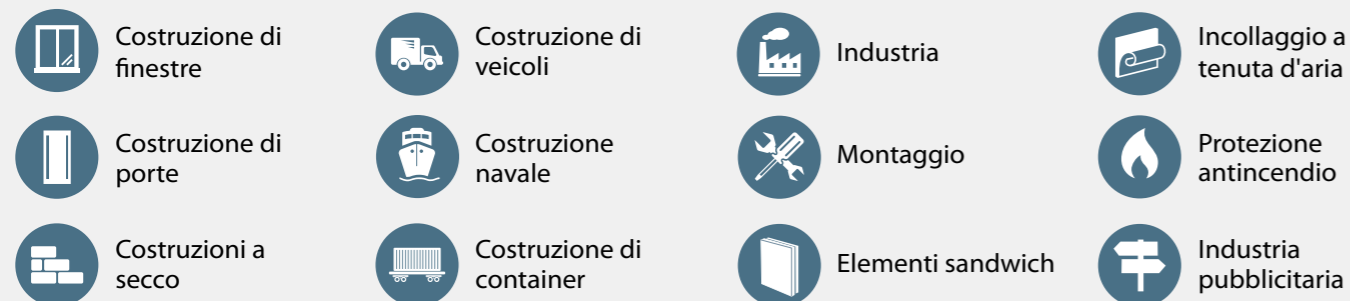 Costruzione di
finestre
Costruzione di
veicoli
Industria
Incollaggio a
tenuta d'aria
Costruzione di
porte
Costruzione
navale
Montaggio
Protezione
antincendio
Costruzioni a
secco
Costruzione di
container
Elementi sandwich
Industria
pubblicitaria